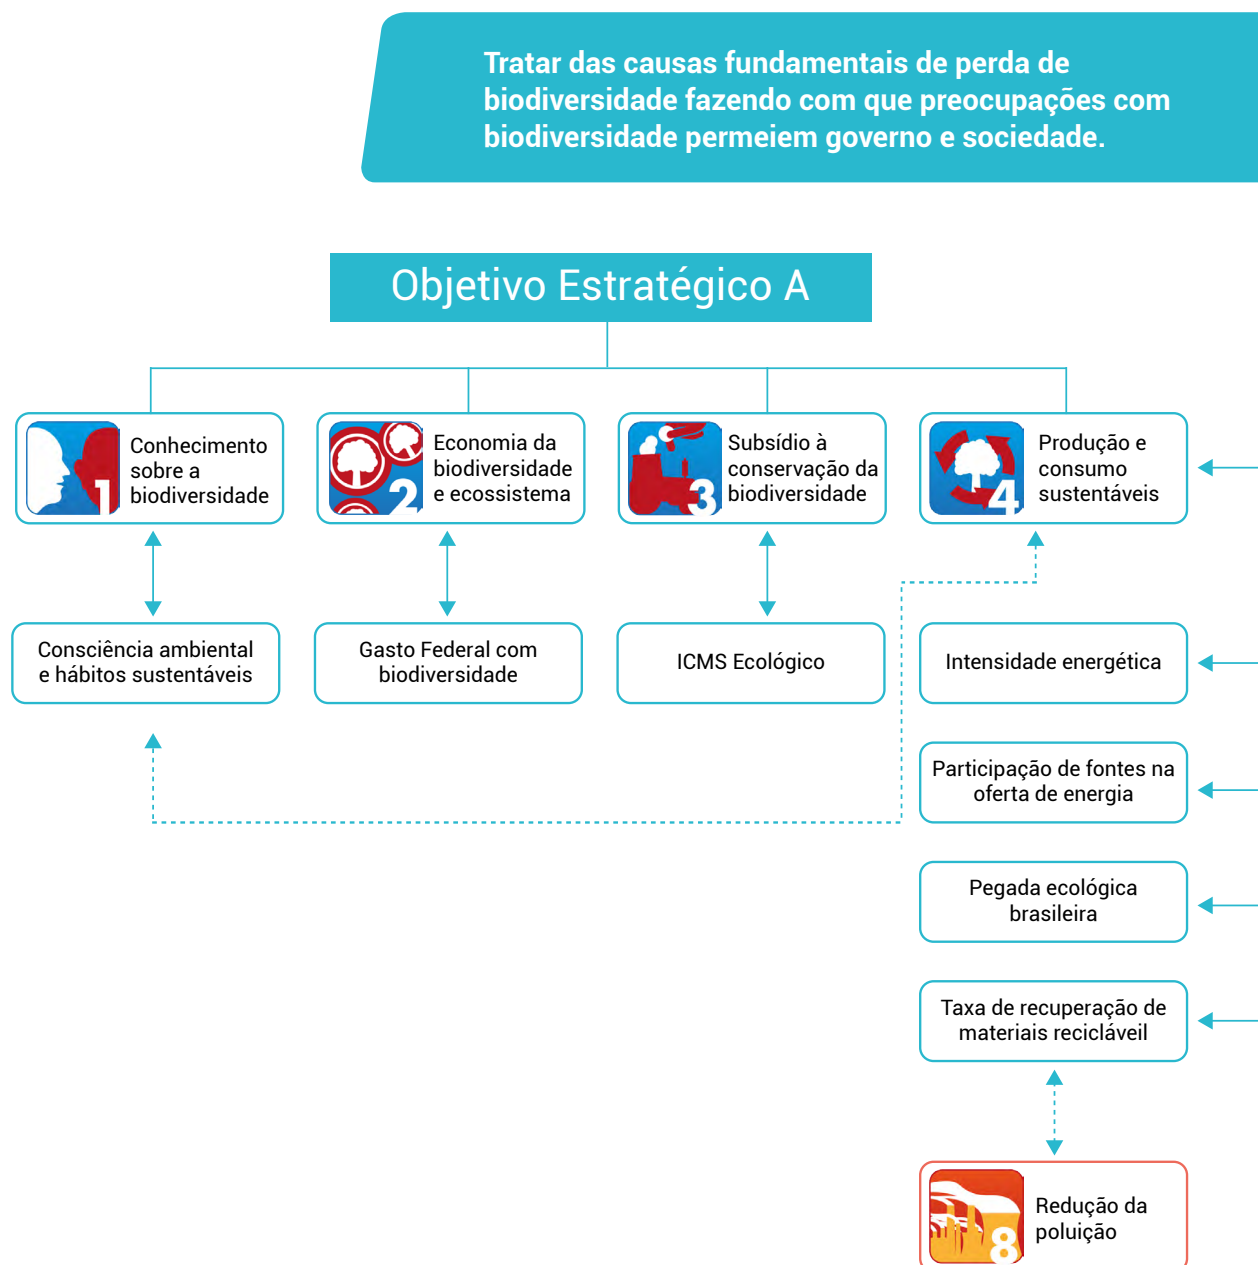 Tratar das causas fundamentais de perda de
biodiversidade fazendo com que preocupações com
biodiversidade permeiem governo e sociedade.
Objetivo Estratégico A
1
Conhecimento
sobre a
biodiversidade
2
Economia da
biodiversidade
e ecossistema
3
Subsídio à
conservação da
biodiversidade
4
Produção e
consumo
sustentáveis
Consciência ambiental
e hábitos sustentáveis
Gasto Federal com
biodiversidade
ICMS Ecológico
Intensidade energética
Participação de fontes na
oferta de energia
Pegada ecológica
brasileira
Taxa de recuperação de
materiais recicláveil
8
Redução da
poluição